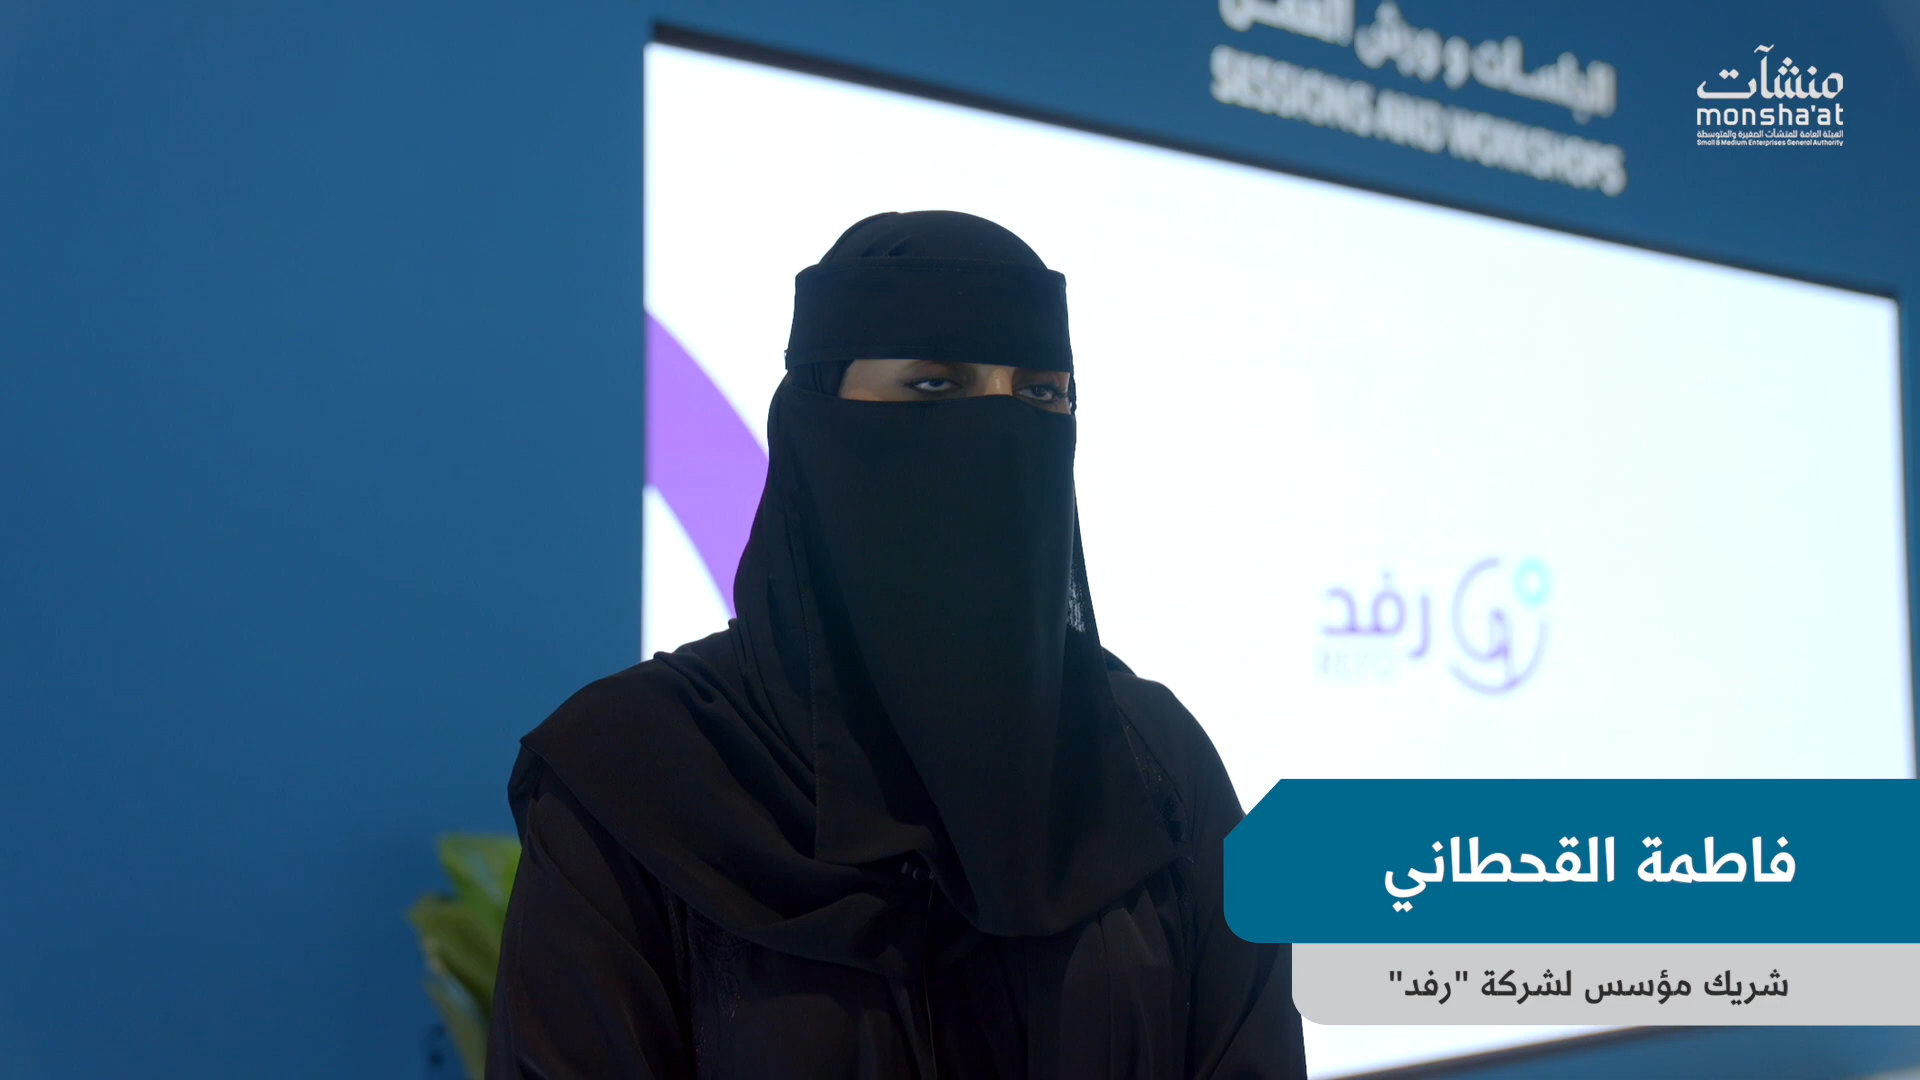 الجلسات و ورش العمل
SESSIONS AND WORKSHOPS
منشآت
monsha'at
الهيئة العامة للمنشآت الصغيرة والمتوسطة
Small & Medium Enterprises General Authority
رفد
فاطمة القحطاني
شريك مؤسس لشركة "رفد"